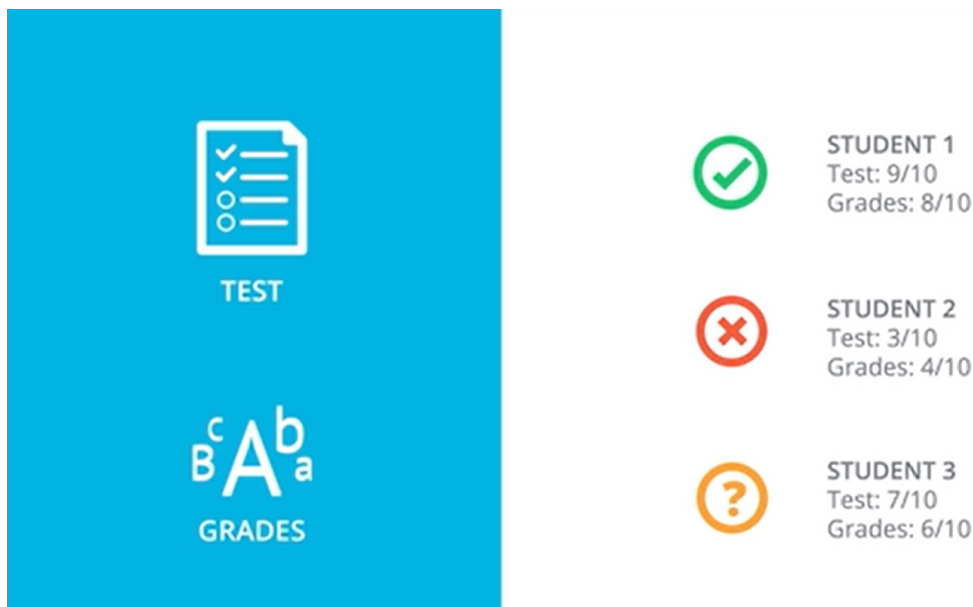 TEST
c
b
B
A
a
GRADES
STUDENT 1
Test: 9/10
Grades: 8/10
STUDENT 2
Test: 3/10
Grades: 4/10
?
STUDENT 3
Test: 7/10
Grades: 6/10